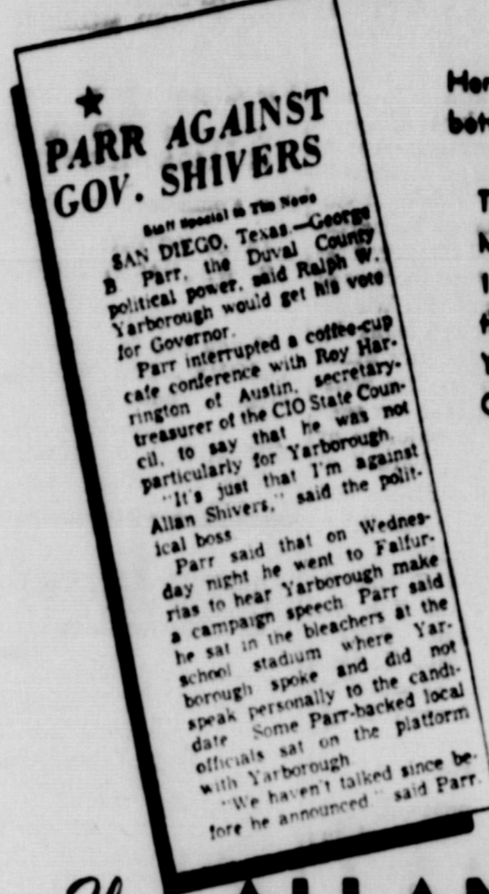 PARR AGAINST
GOV. SHIVERS
Staff Special to The News
SAN DIEGO, Texas.—George
B. Parr, the Duval County
political power, said Ralph W.
Yarborough would get his vote
for Governor.
Parr interrupted a coffee-cup
cafe conference with Roy Har-
rington of Austin, secretary-
treasurer of the CIO State Coun-
cil, to say that he was not
particularly for Yarborough.
"It's just that I'm against
Allan Shivers," said the polit-
ical boss.
Parr said that on Wednes-
day night he went to Falfur-
rias to hear Yarborough make
a campaign speech. Parr said
he sat in the bleachers at the
school stadium where Yar-
borough spoke and did not
speak personally to the candi-
date. Some Parr-backed local
officials sat on the platform
with Yarborough.
"We haven't talked since be-
fore he announced," said Parr.